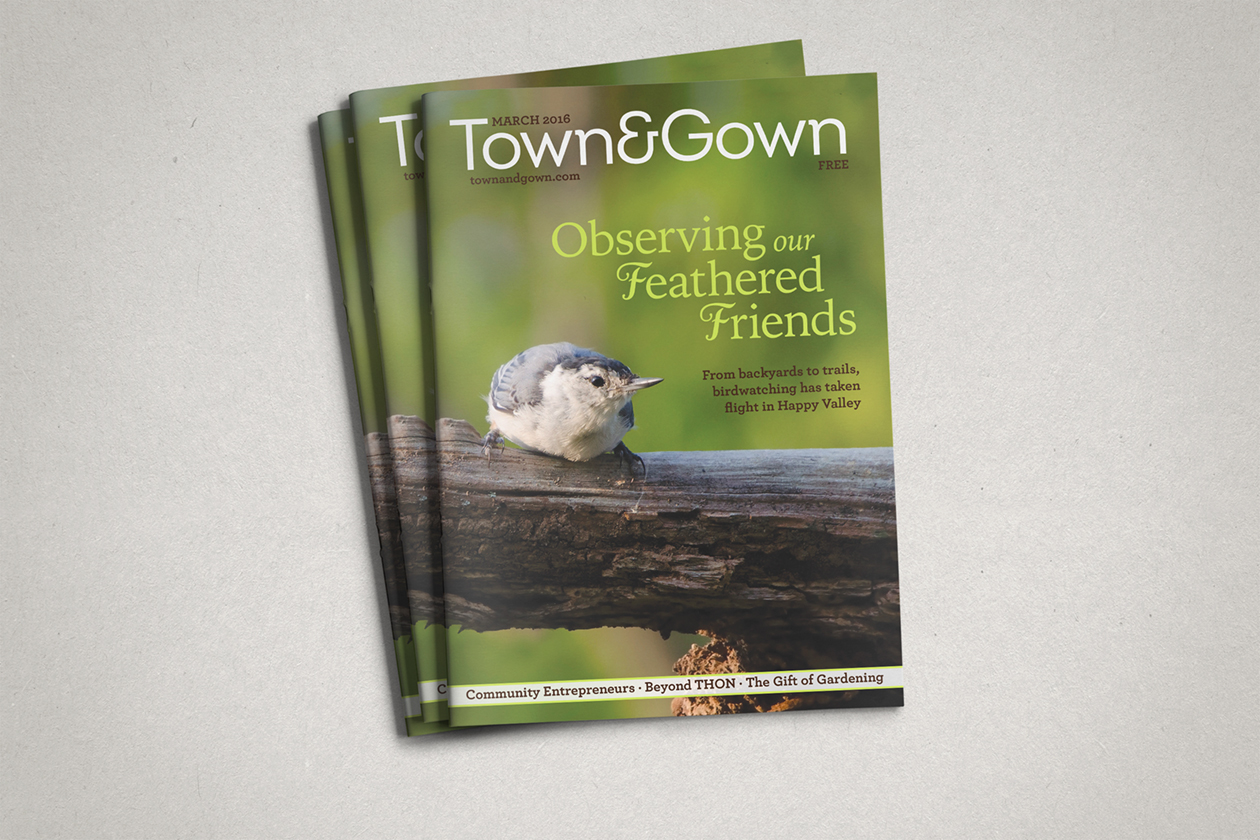 MARCH 2016
Town&Gown
townandgown.com
FREE
Observing our
Feathered
Friends
From backyards to trails,
birdwatching has taken
flight in Happy Valley
Community Entrepreneurs · Beyond THON · The Gift of Gardening